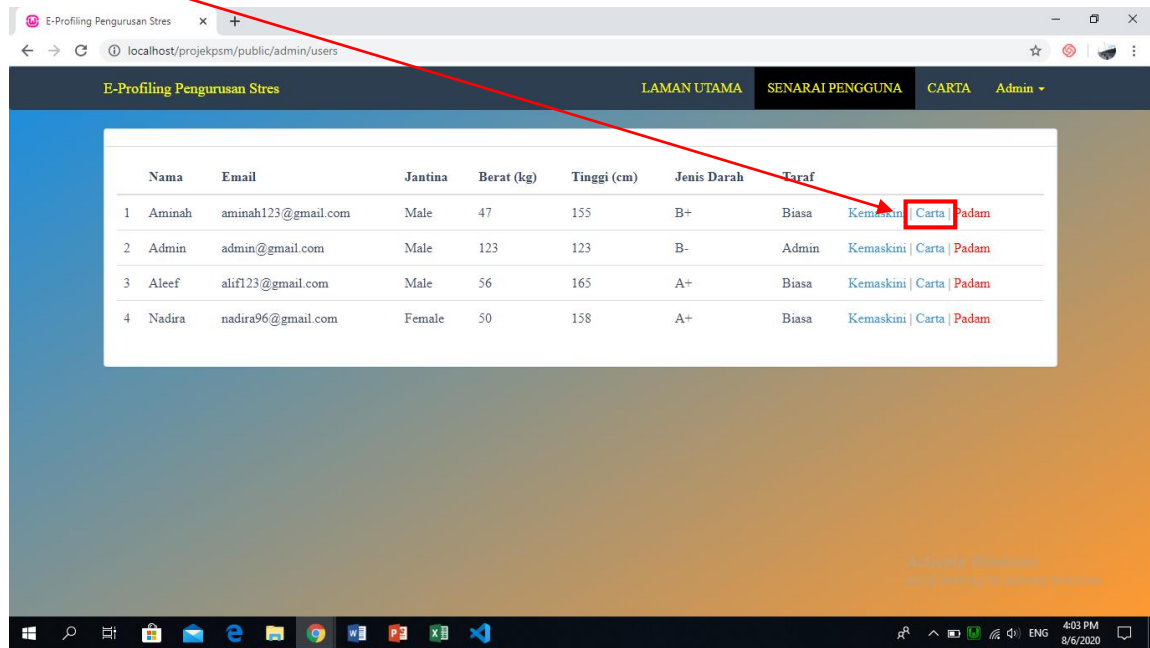 E-Profiling Pengurusan Stres
localhost/projekpsm/public/admin/users
E-Profiling Pengurusan Stres LAMAN UTAMA SENARAI PENGGUNA CARTA Admin
Nama Email Jantina Berat (kg) Tinggi (cm) Jenis Darah Taraf
1 Aminah aminah123@gmail.com Male 47 155 B+ Biasa Kemaskini | Carta | Padam
2 Admin admin@gmail.com Male 123 123 B- Admin Kemaskini | Carta | Padam
3 Aleef alif123@gmail.com Male 56 165 A+ Biasa Kemaskini | Carta | Padam
4 Nadira nadira96@gmail.com Female 50 158 A+ Biasa Kemaskini | Carta | Padam
ENG
4:03 PM
8/6/2020